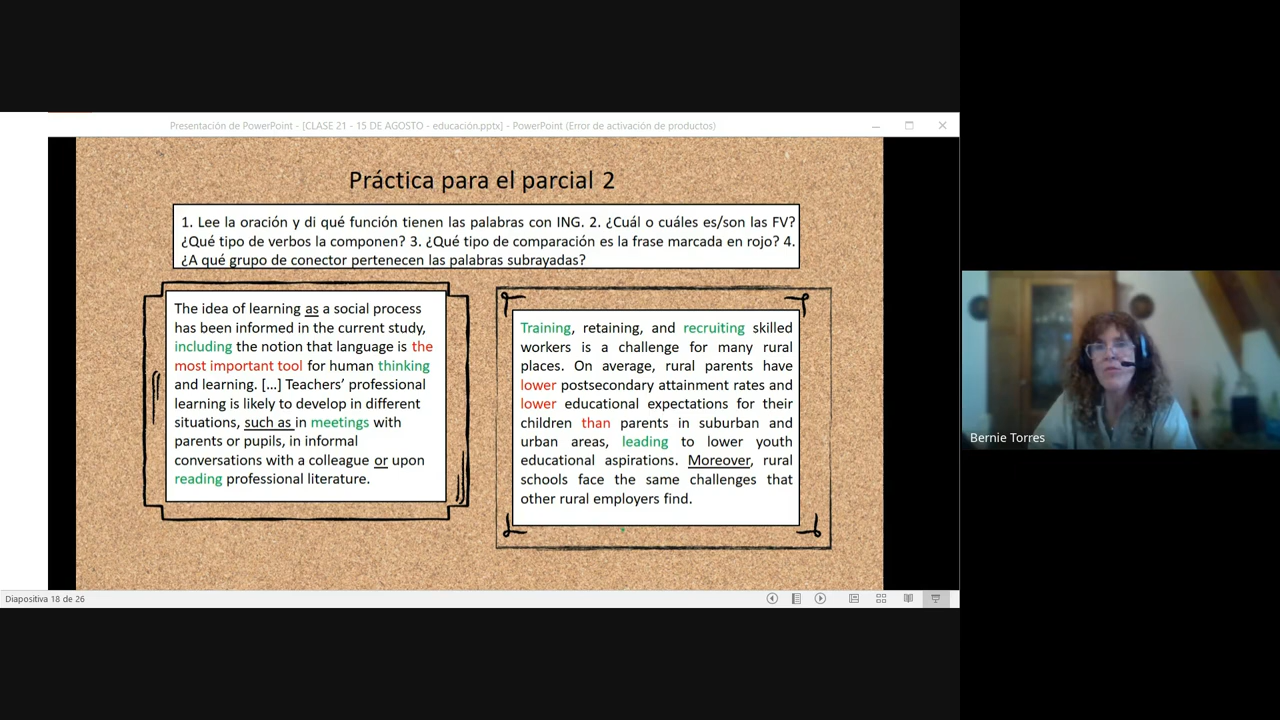 Presentación de PowerPoint - [CLASE 21 - 15 DE AGOSTO - educación.pptx] - PowerPoint (Error de activación de productos)
Práctica para el parcial 2
1. Lee la oración y di qué función tienen las palabras con ING. 2. ¿Cuál o cuáles es/son las FV?
¿Qué tipo de verbos la componen? 3. ¿Qué tipo de comparación es la frase marcada en rojo? 4.
¿A qué grupo de conector pertenecen las palabras subrayadas?
The idea of learning as a social process
has been informed in the current study,
including the notion that language is the
most important tool for human thinking
and learning. [...] Teachers' professional
learning is likely to develop in different
situations, such as in meetings with
parents or pupils, in informal
conversations with a colleague or upon
reading professional literature.
Training, retaining, and recruiting skilled
workers is a challenge for many rural
places. On average, rural parents have
lower postsecondary attainment rates and
lower educational expectations for their
children than parents in suburban and
urban areas, leading to lower youth
educational aspirations. Moreover, rural
schools face the same challenges that
other rural employers find.
Bernie Torres
Diapositiva 18 de 26